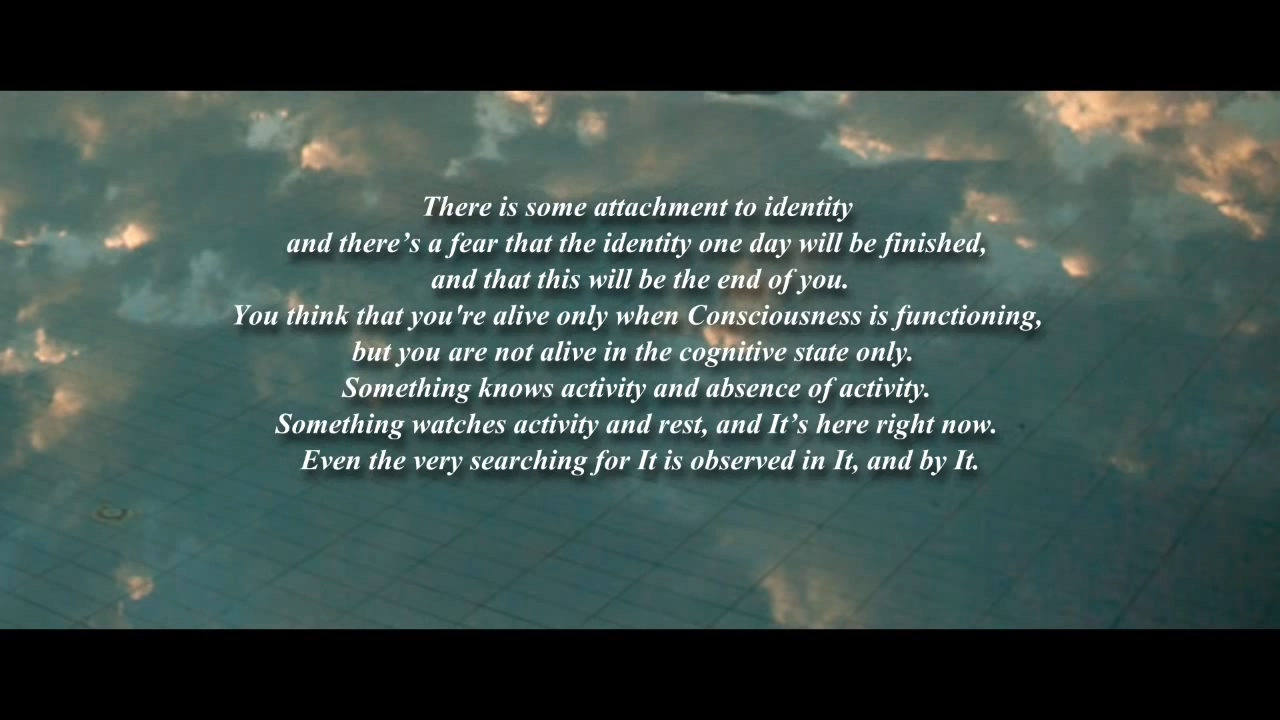 There is some attachment to identity
and there’s a fear that the identity one day will be finished,
and that this will be the end of you.
You think that you're alive only when Consciousness is functioning,
but you are not alive in the cognitive state only.
Something knows activity and absence of activity.
Something watches activity and rest, and It’s here right now.
Even the very searching for It is observed in It, and by It.